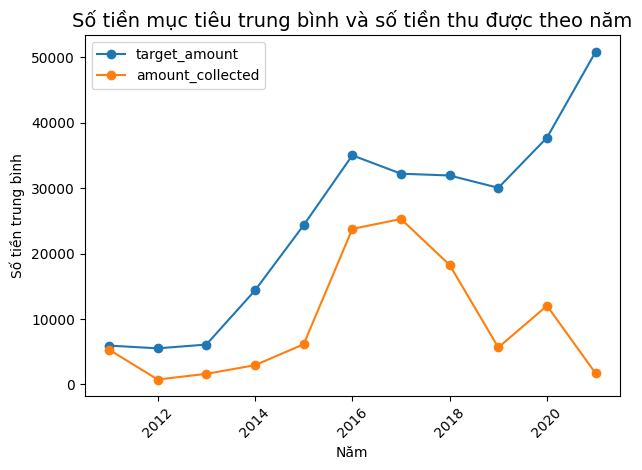 Số tiền mục tiêu trung bình và số tiền thu được theo năm
target_amount
amount_collected
Số tiền trung bình
50000
40000
30000
20000
10000
0
2012
2014
2016
2018
2020
Năm